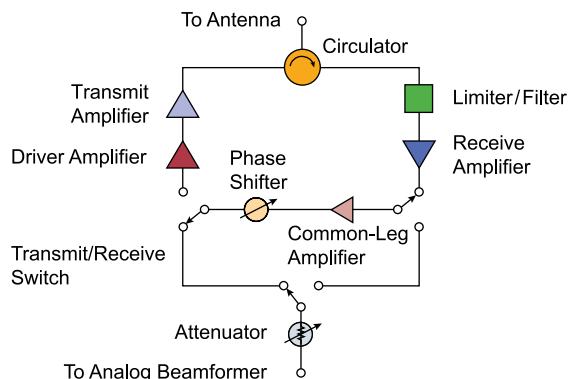 To Antenna
Circulator
Transmit
Amplifier
Limiter/Filter
Driver Amplifier
Receive
Amplifier
Phase
Shifter
Common-Leg
Amplifier
Transmit/Receive
Switch
Attenuator
To Analog Beamformer